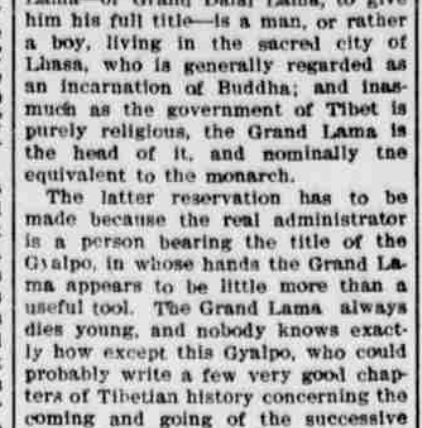 Lama—or Grand Dalai Lama, to give
him his full title—is a man, or rather
a boy, living in the sacred city of
Lhasa, who is generally regarded as
an incarnation of Buddha; and inas-
much as the government of Tibet is
purely religious, the Grand Lama is
the head of it, and nominally tne
equivalent to the monarch.
The latter reservation has to be
made because the real administrator
is a person bearing the title of the
Gyalpo, in whose hands the Grand La-
ma appears to be little more than a
useful tool. The Grand Lama always
dies young, and nobody knows exact-
ly how except this Gyalpo, who could
probably write a few very good chap-
ters of Tibetian history concerning the
coming and going of the successive